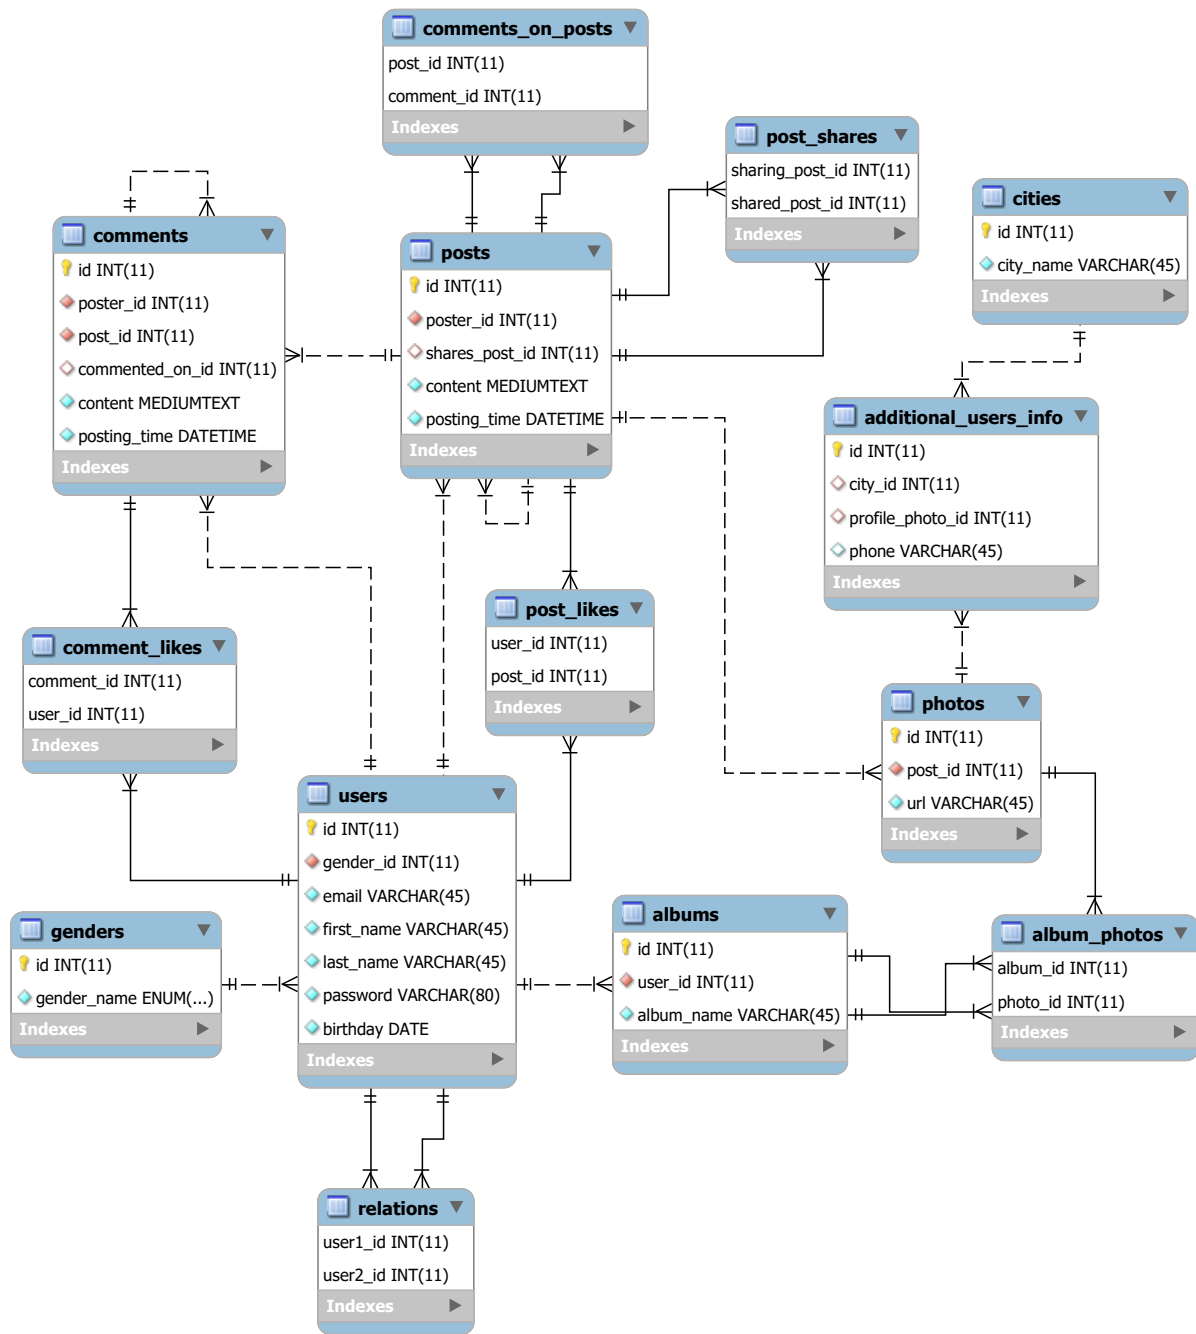 comments_on_posts
post_id INT(11)
comment_id INT(11)
Indexes
post_shares
sharing_post_id INT(11)
shared_post_id INT(11)
Indexes
cities
id INT(11)
city_name VARCHAR(45)
Indexes
comments
id INT(11)
poster_id INT(11)
post_id INT(11)
commented_on_id INT(11)
content MEDIUMTEXT
posting_time DATETIME
Indexes
posts
id INT(11)
poster_id INT(11)
shares_post_id INT(11)
content MEDIUMTEXT
posting_time DATETIME
Indexes
additional_users_info
id INT(11)
city_id INT(11)
profile_photo_id INT(11)
phone VARCHAR(45)
Indexes
comment_likes
comment_id INT(11)
user_id INT(11)
Indexes
post_likes
user_id INT(11)
post_id INT(11)
Indexes
photos
id INT(11)
post_id INT(11)
url VARCHAR(45)
Indexes
users
id INT(11)
gender_id INT(11)
email VARCHAR(45)
first_name VARCHAR(45)
last_name VARCHAR(45)
password VARCHAR(80)
birthday DATE
Indexes
genders
id INT(11)
gender_name ENUM(...)
Indexes
albums
id INT(11)
user_id INT(11)
album_name VARCHAR(45)
Indexes
album_photos
album_id INT(11)
photo_id INT(11)
Indexes
relations
user1_id INT(11)
user2_id INT(11)
Indexes